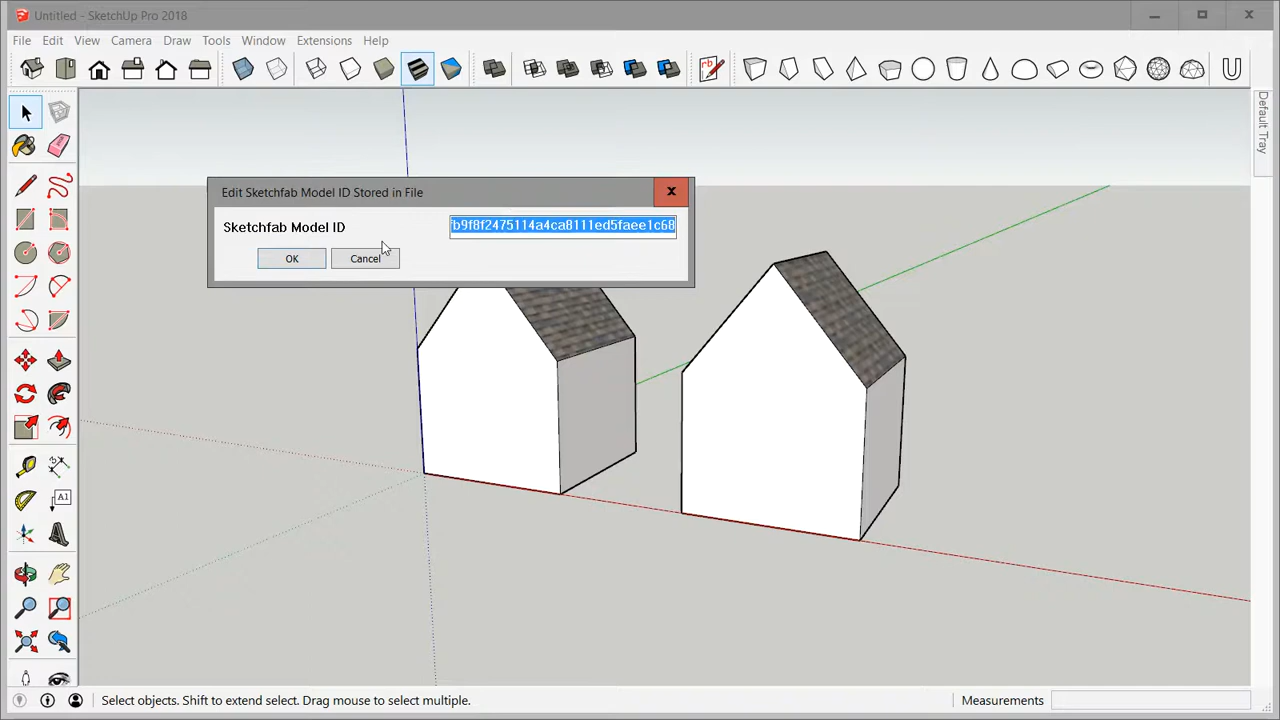 Untitled - SketchUp Pro 2018
File Edit View Camera Draw Tools Window Extensions Help
Default Tray
Edit Sketchfab Model ID Stored in File
Sketchfab Model ID fb9f8f2475114a4ca8111ed5faee1c68
OK Cancel
A1
Select objects. Shift to extend select. Drag mouse to select multiple.
Measurements